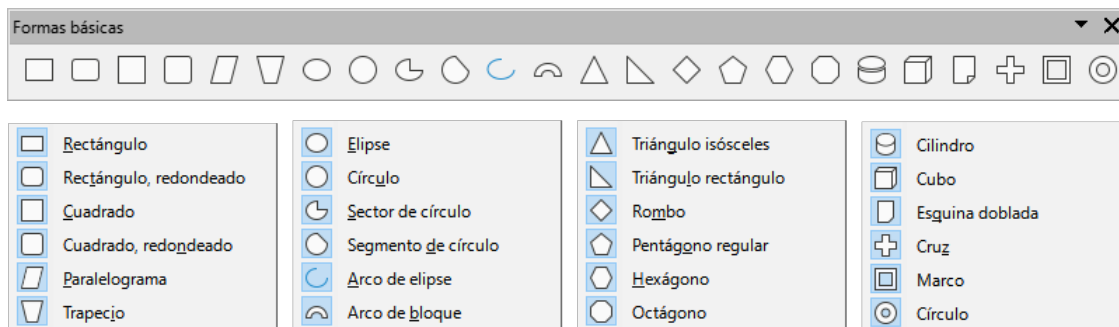 Formas básicas
Rectángulo
Rectángulo, redondeado
Cuadrado
Cuadrado, redondeado
Paralelograma
Trapecio
Elipse
Círculo
Sector de círculo
Segmento de círculo
Arco de elipse
Arco de bloque
Triángulo isósceles
Triángulo rectángulo
Rombo
Pentágono regular
Hexágono
Octágono
Cilindro
Cubo
Esquina doblada
Cruz
Marco
Círculo